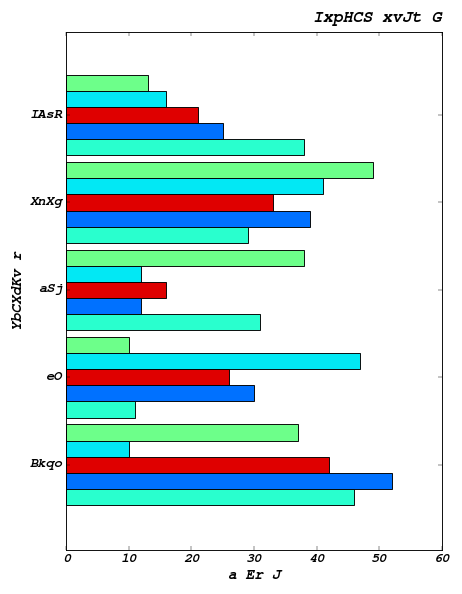 IxpHCS xvJt G
IAsR
XnXg
aSj
eO
Bkqo
YbCXdKv r
0 10 20 30 40 50 60
a Er J